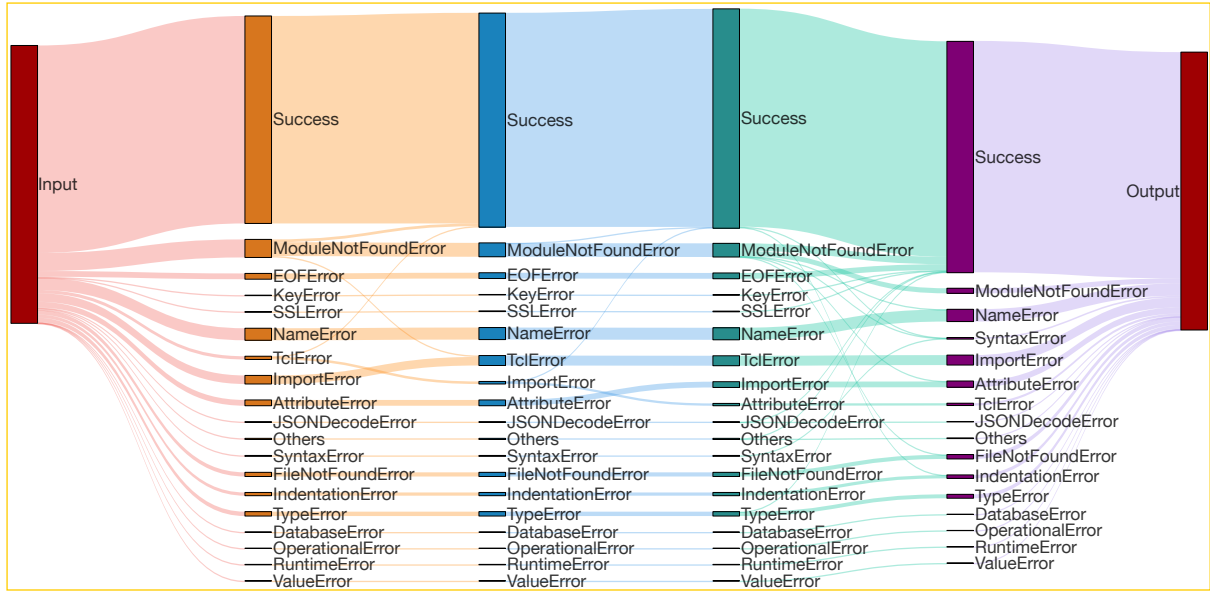 Input
Success
ModuleNotFoundError
EOFError
KeyError
SSLError
NameError
TclError
ImportError
AttributeError
JSONDecodeError
Others
SyntaxError
FileNotFoundError
IndentationError
TypeError
DatabaseError
OperationalError
RuntimeError
ValueError
Success
ModuleNotFoundError
EOFError
KeyError
SSLError
NameError
TclError
ImportError
AttributeError
JSONDecodeError
Others
SyntaxError
FileNotFoundError
IndentationError
TypeError
DatabaseError
OperationalError
RuntimeError
ValueError
Success
ModuleNotFoundError
EOFError
KeyError
SSLError
NameError
TclError
ImportError
AttributeError
JSONDecodeError
Others
SyntaxError
FileNotFoundError
IndentationError
TypeError
DatabaseError
OperationalError
RuntimeError
ValueError
Success
ModuleNotFoundError
NameError
SyntaxError
ImportError
AttributeError
TclError
JSONDecodeError
Others
FileNotFoundError
IndentationError
TypeError
DatabaseError
OperationalError
RuntimeError
ValueError
Output